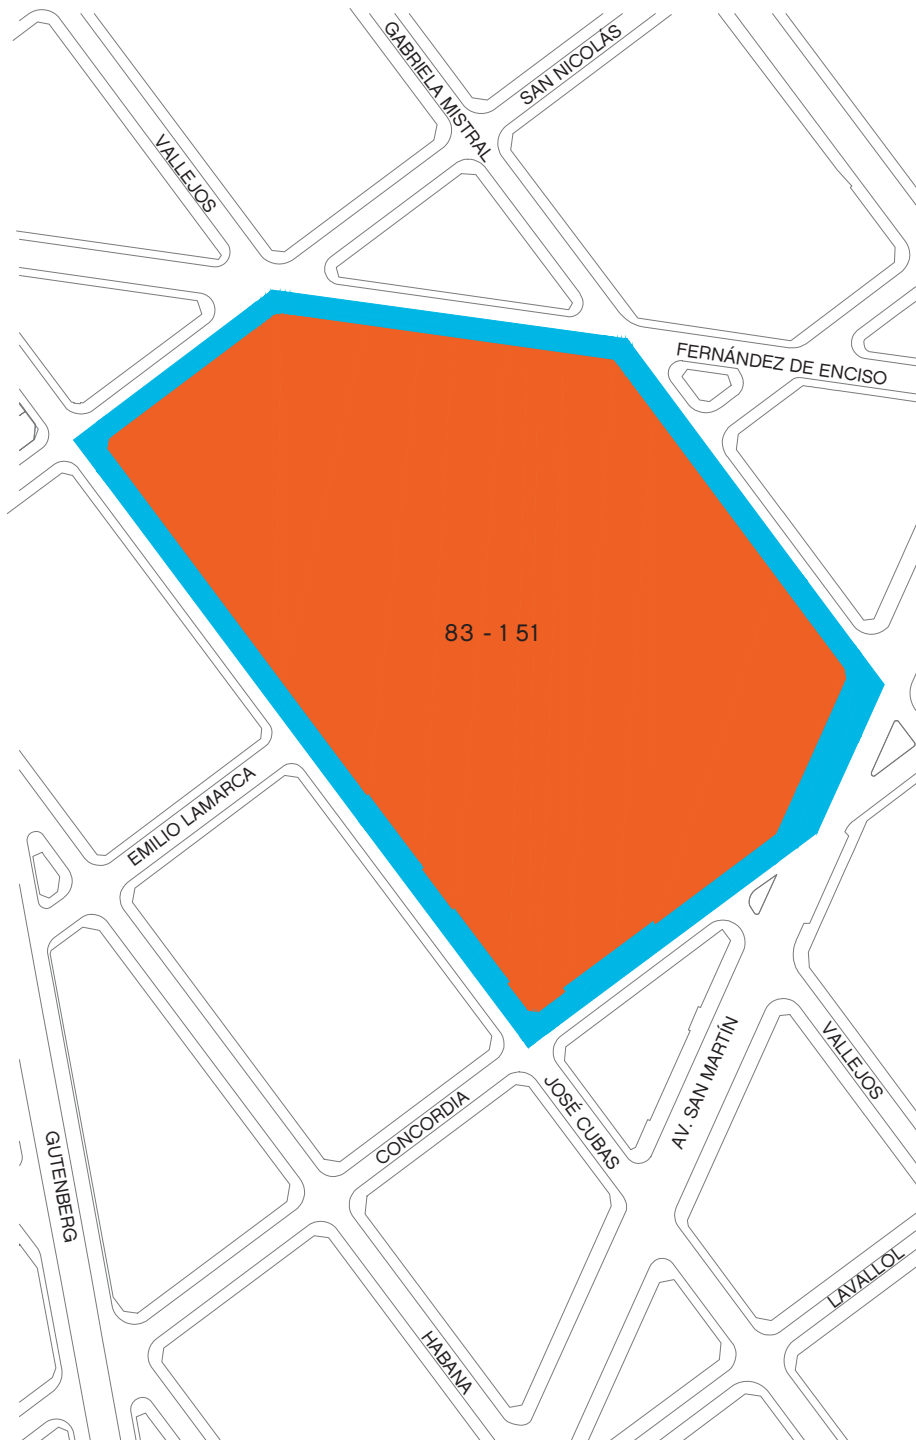 GABRIELA MISTRAL
SAN NICOLÁS
VALLEJOS
FERNÁNDEZ DE ENCISO
83 - 1 51
EMILIO LAMARCA
CONCORDIA
JOSÉ CUBAS
AV. SAN MARTÍN
VALLEJOS
GUTENBERG
LAVALLOL
HABANA